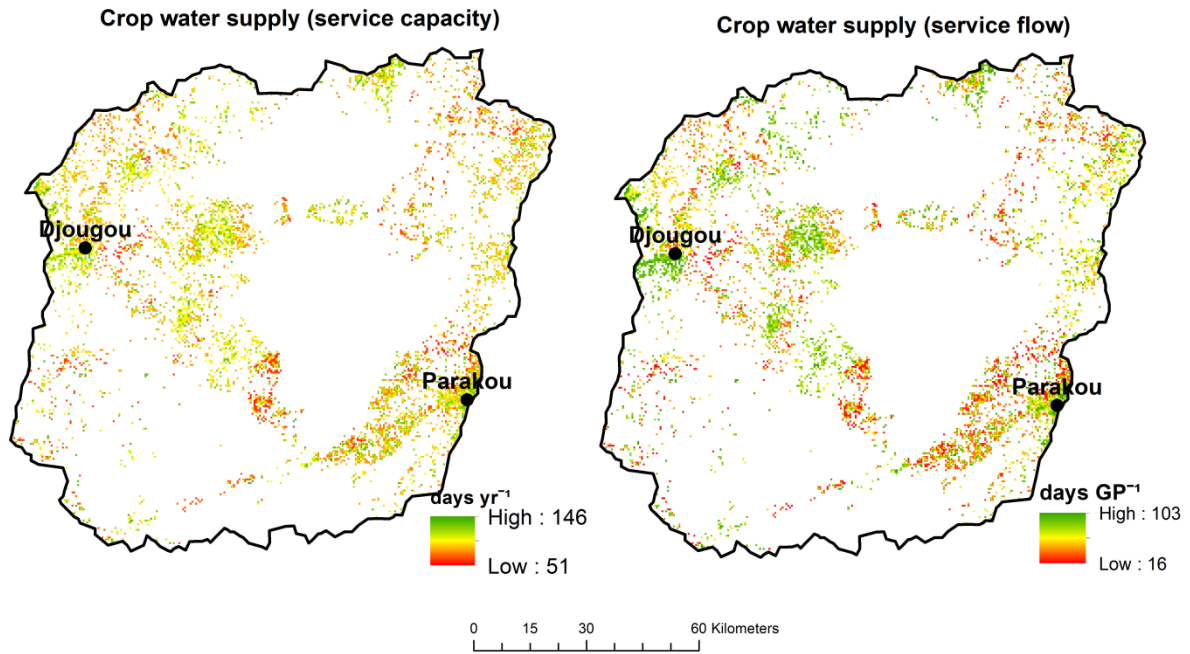 Crop water supply (service capacity)
Crop water supply (service flow)
Djougou
Parakou
days yr⁻¹
High : 146
Low : 51
Djougou
Parakou
days GP⁻¹
High : 103
Low : 16
0 15 30 60 Kilometers